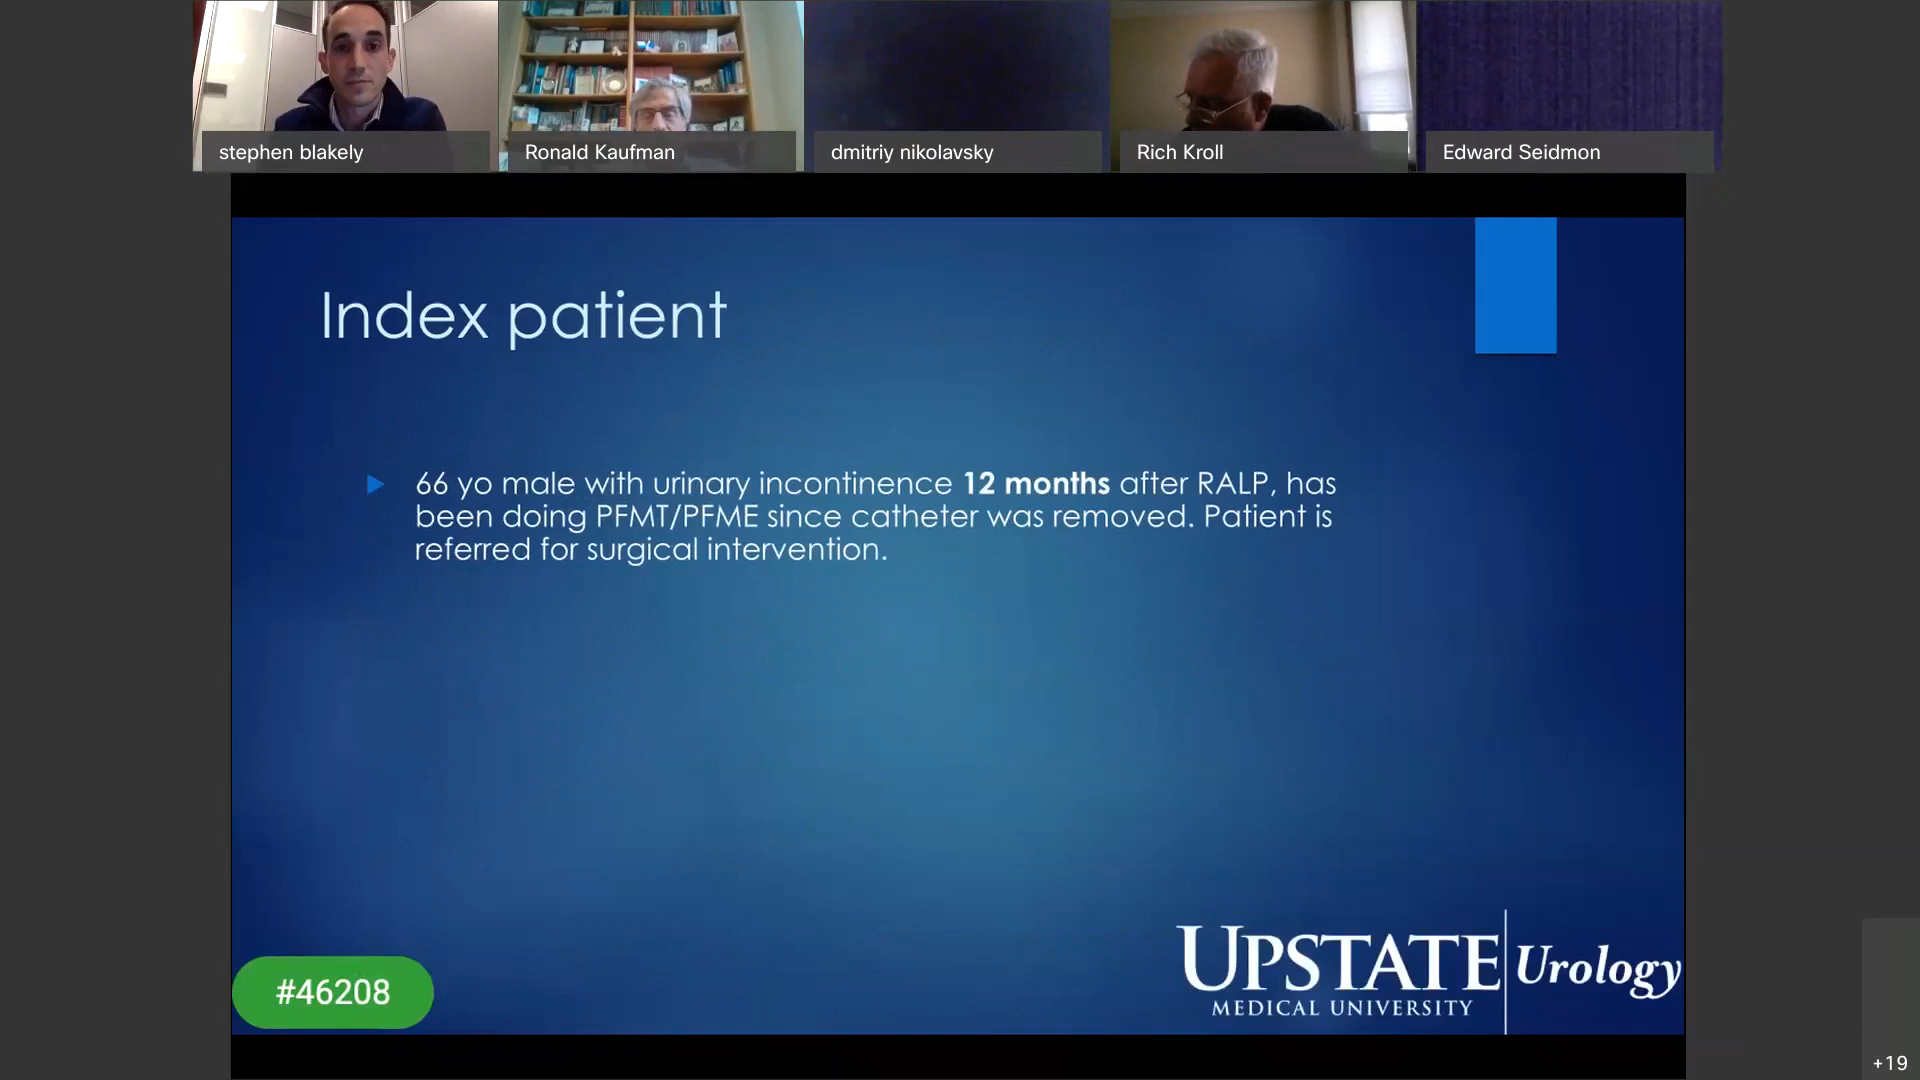 stephen blakely
Ronald Kaufman
dmitriy nikolavsky
Rich Kroll
Edward Seidmon
Index patient
66 yo male with urinary incontinence 12 months after RALP, has
been doing PFMT/PFME since catheter was removed. Patient is
referred for surgical intervention.
#46208
UPSTATE
MEDICAL UNIVERSITY
Urology
+19